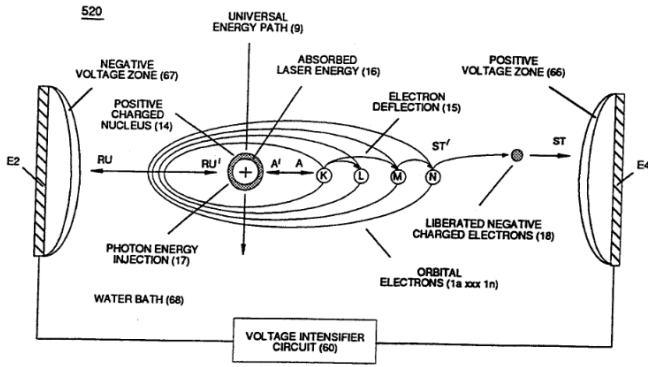 520
UNIVERSAL
ENERGY PATH (9)
NEGATIVE
VOLTAGE ZONE (67)
ABSORBED
LASER ENERGY (16)
POSITIVE
VOLTAGE ZONE (66)
POSITIVE
CHARGED
NUCLEUS (14)
ELECTRON
DEFLECTION (15)
ST'
E2
RU
RU'
+
A'
A
K
L
M
N
ST
E4
LIBERATED NEGATIVE
CHARGED ELECTRONS (18)
PHOTON ENERGY
INJECTION (17)
ORBITAL
ELECTRONS (1a xxx 1n)
WATER BATH (68)
VOLTAGE INTENSIFIER
CIRCUIT (60)